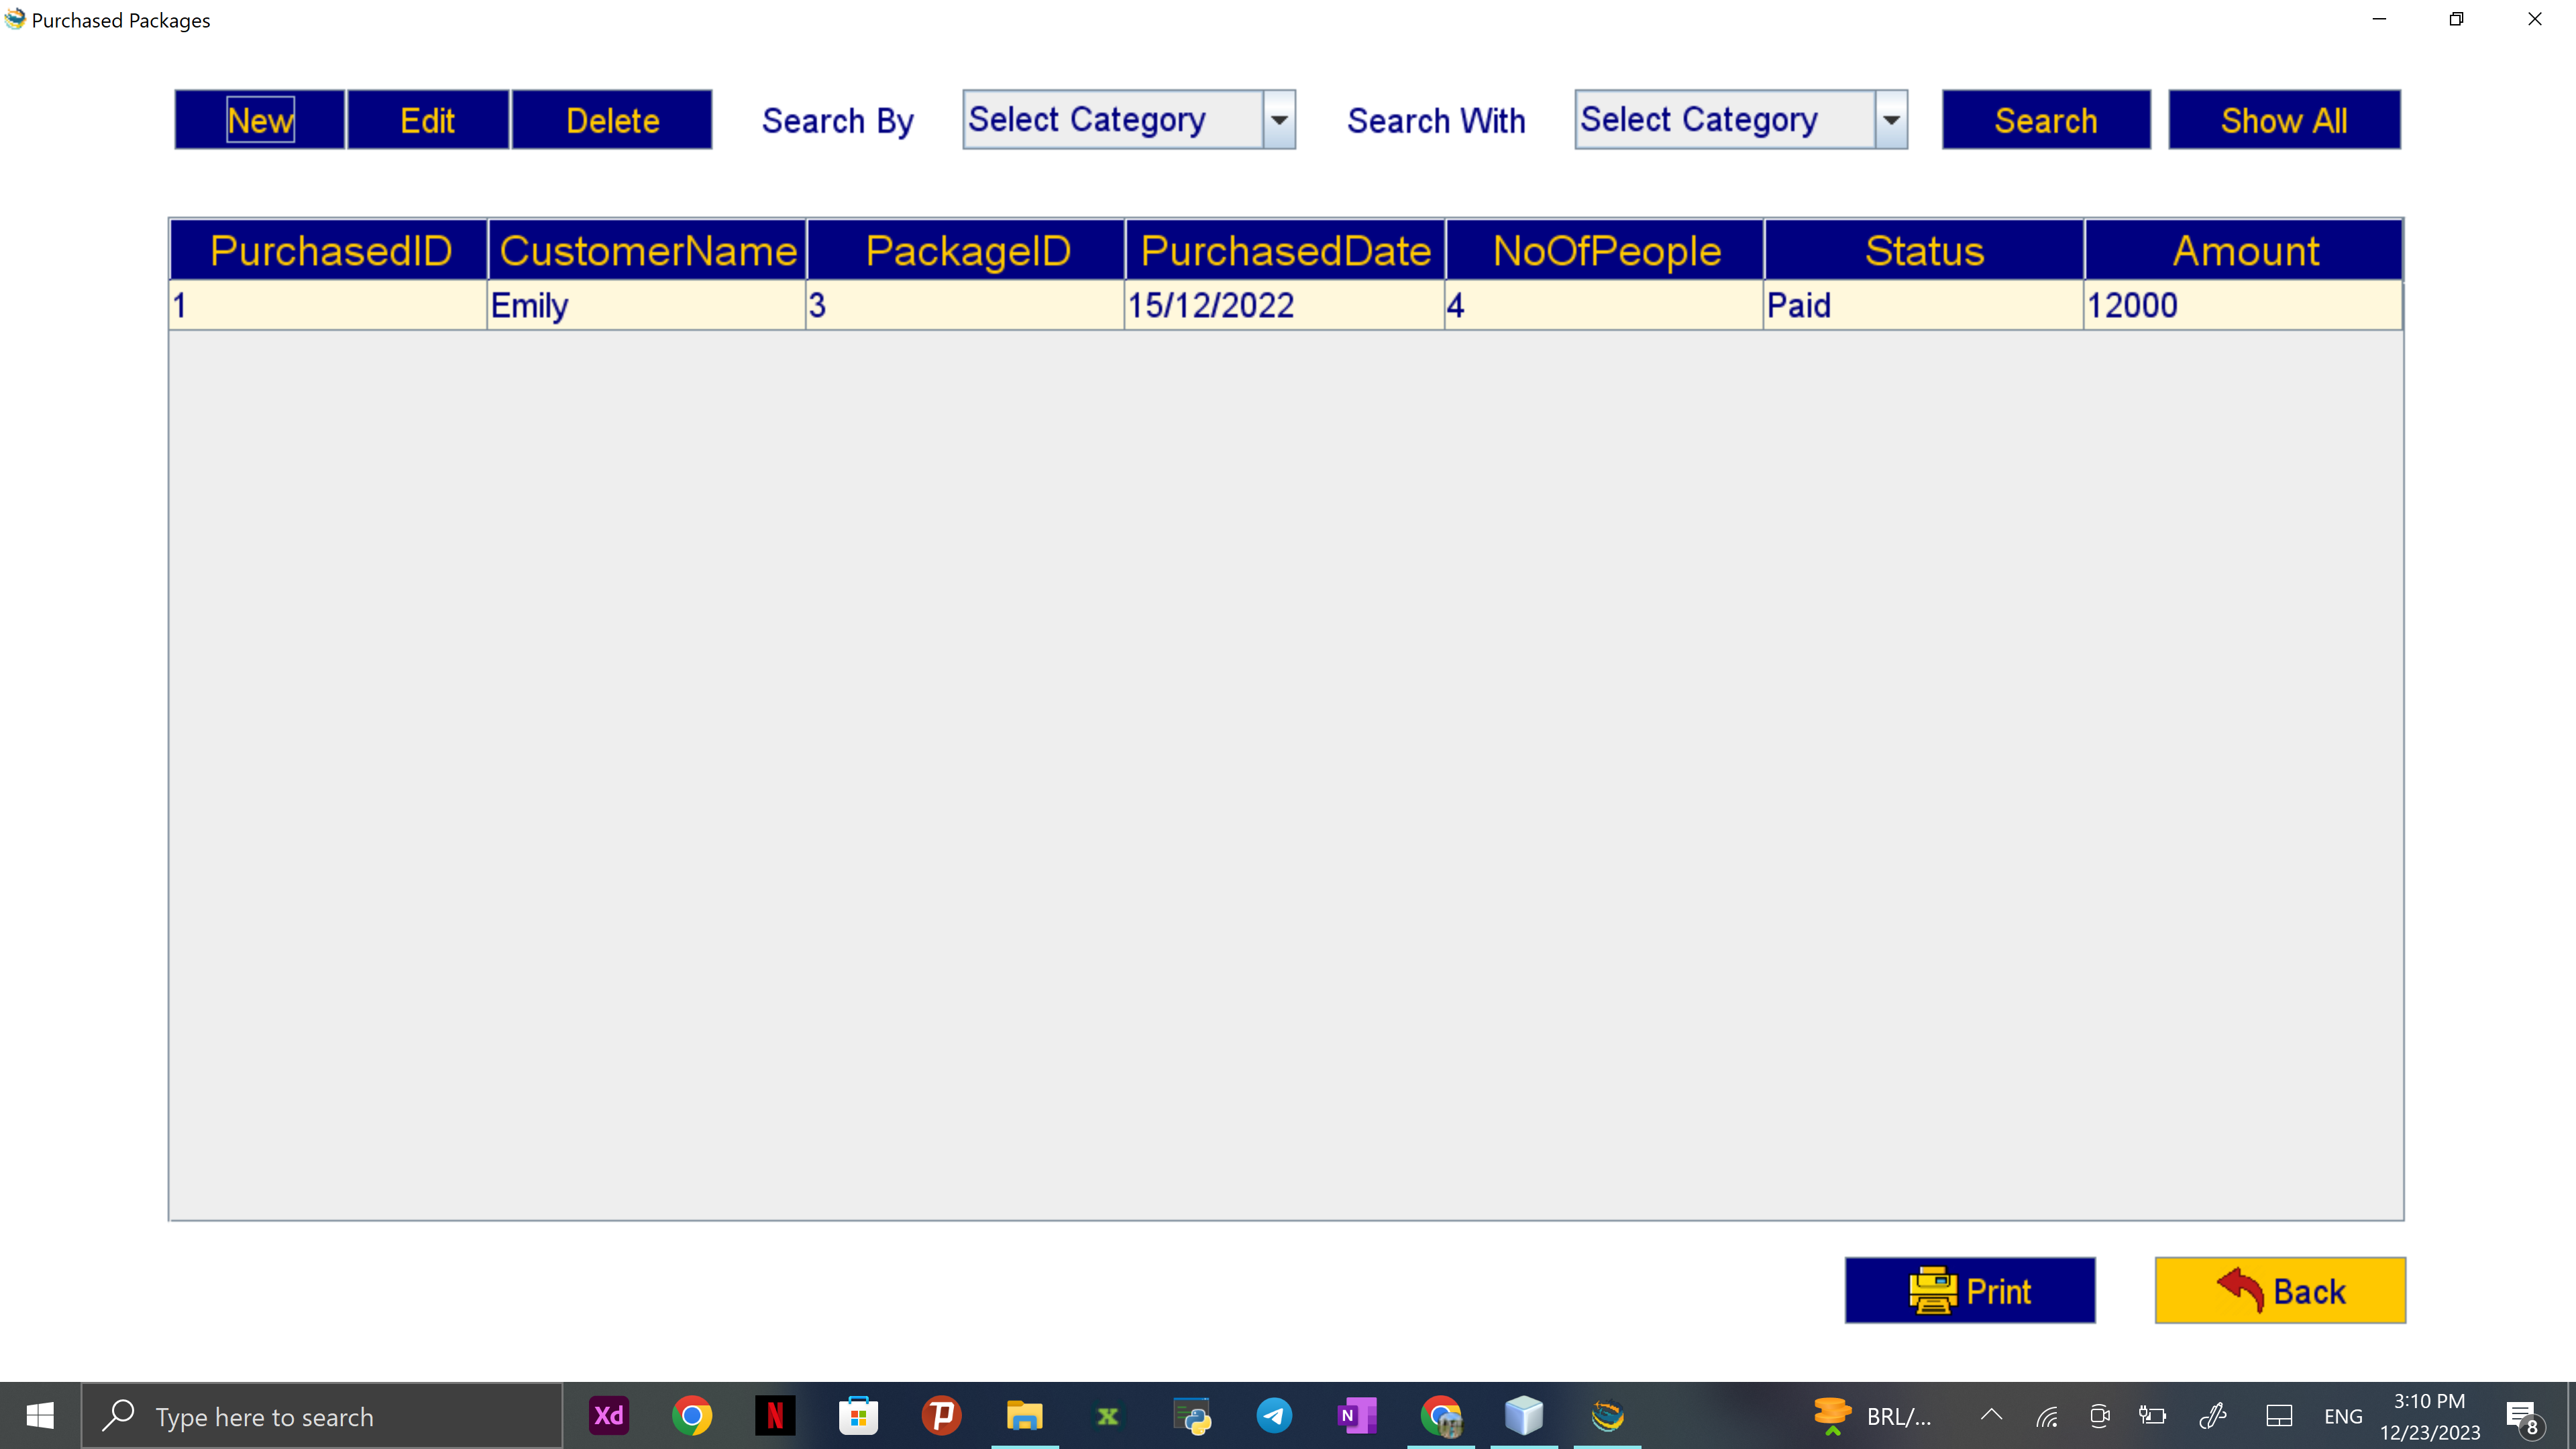 Purchased Packages
New Edit Delete Search By Select Category Search With Select Category Search Show All
PurchasedID CustomerName PackageID PurchasedDate NoOfPeople Status Amount
1 Emily 3 15/12/2022 4 Paid 12000
Print Back
Type here to search Xd N P X N BRL/... ENG 3:10 PM
12/23/2023 8